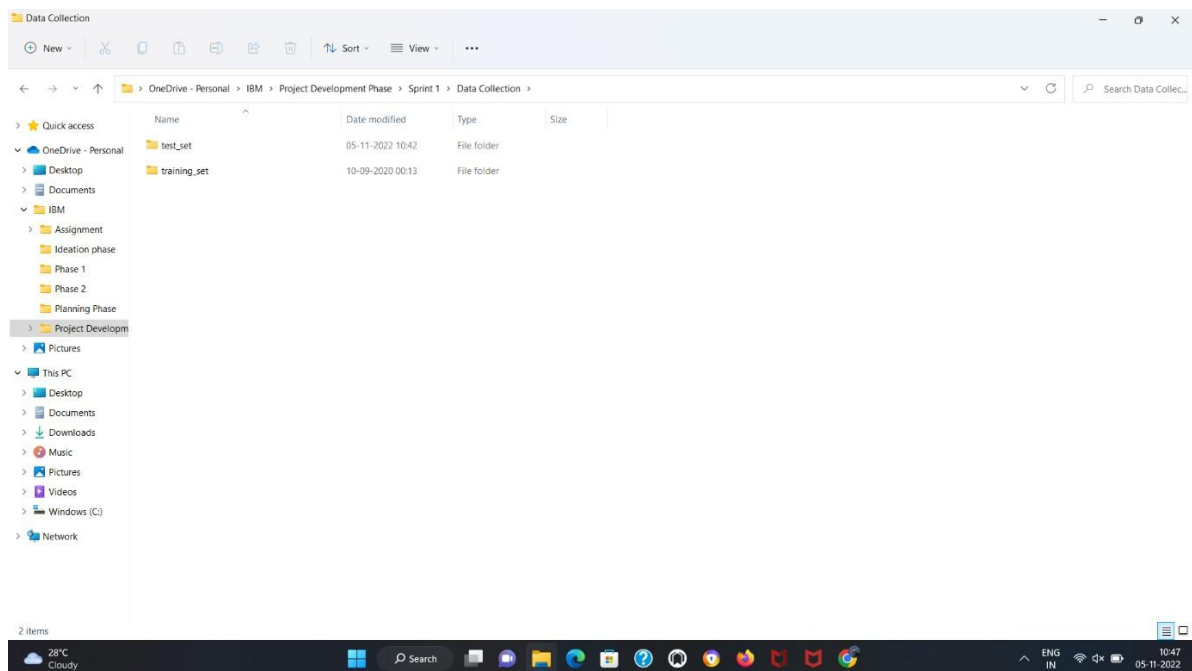 Data Collection
New
Sort
View
OneDrive - Personal > IBM > Project Development Phase > Sprint 1 > Data Collection >
Search Data Collec...
Name Date modified Type Size
test_set 05-11-2022 10:42 File folder
training_set 10-09-2020 00:13 File folder
Quick access
OneDrive - Personal
Desktop
Documents
IBM
Assignment
Ideation phase
Phase 1
Phase 2
Planning Phase
Project Developm
Pictures
This PC
Desktop
Documents
Downloads
Music
Pictures
Videos
Windows (C:)
Network
2 items
28°C
Cloudy
Search
ENG
IN
10:47
05-11-2022